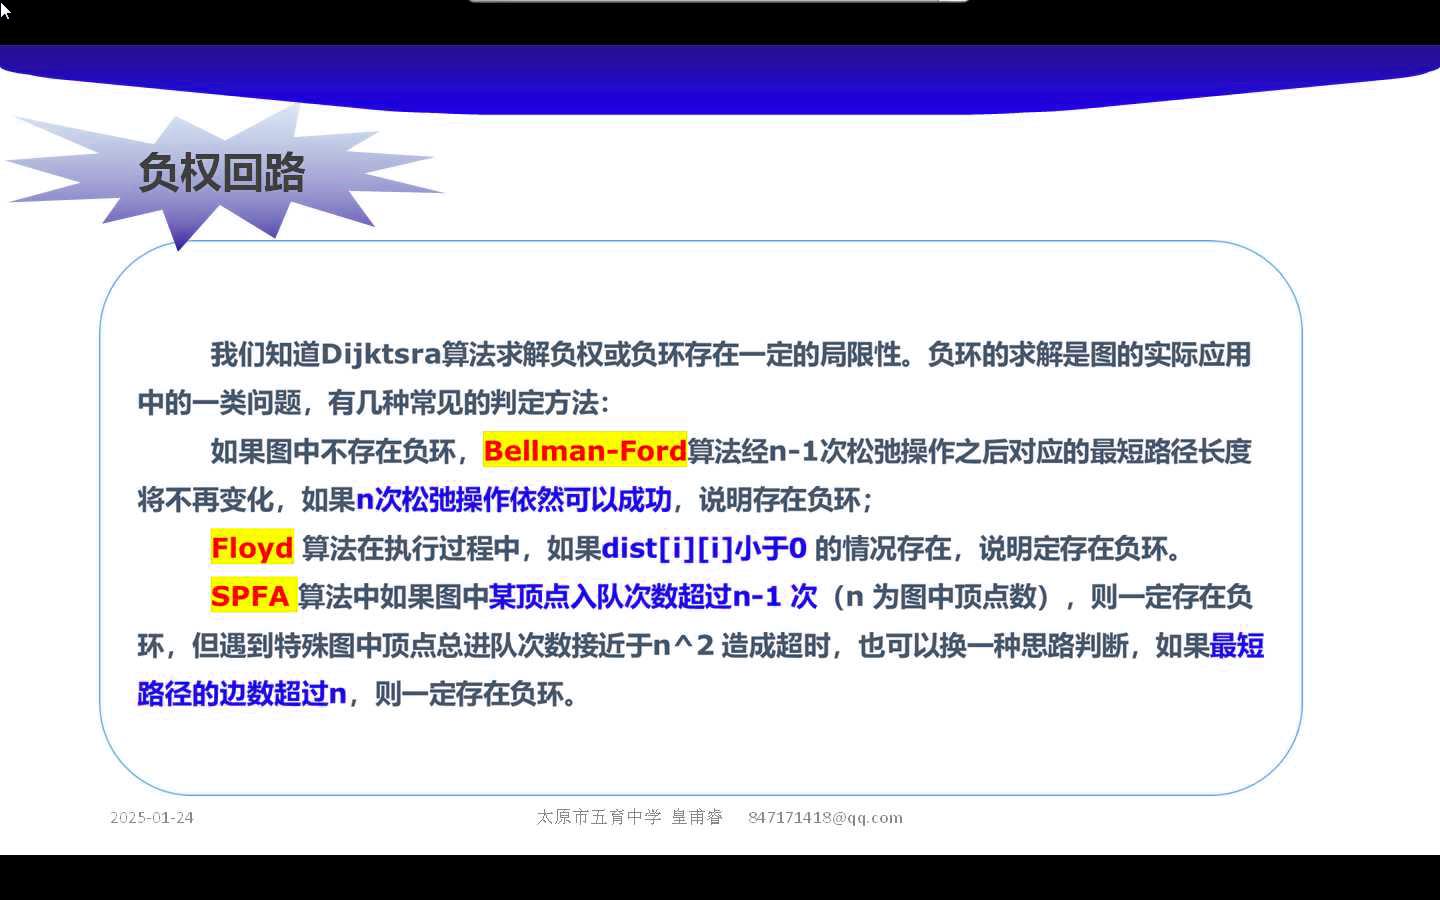 负权回路
我们知道Dijktsra算法求解负权或负环存在一定的局限性。负环的求解是图的实际应用
中的一类问题，有几种常见的判定方法：
如果图中不存在负环，Bellman-Ford算法经n-1次松弛操作之后对应的最短路径长度
将不再变化，如果n次松弛操作依然可以成功，说明存在负环；
Floyd 算法在执行过程中，如果dist[i][i]小于0 的情况存在，说明定存在负环。
SPFA 算法中如果图中某顶点入队次数超过n-1 次（n 为图中顶点数），则一定存在负
环，但遇到特殊图中顶点总进队次数接近于n^2 造成超时，也可以换一种思路判断，如果最短
路径的边数超过n，则一定存在负环。
2025-01-24
太原市五育中学 皇甫睿 847171418@qq.com